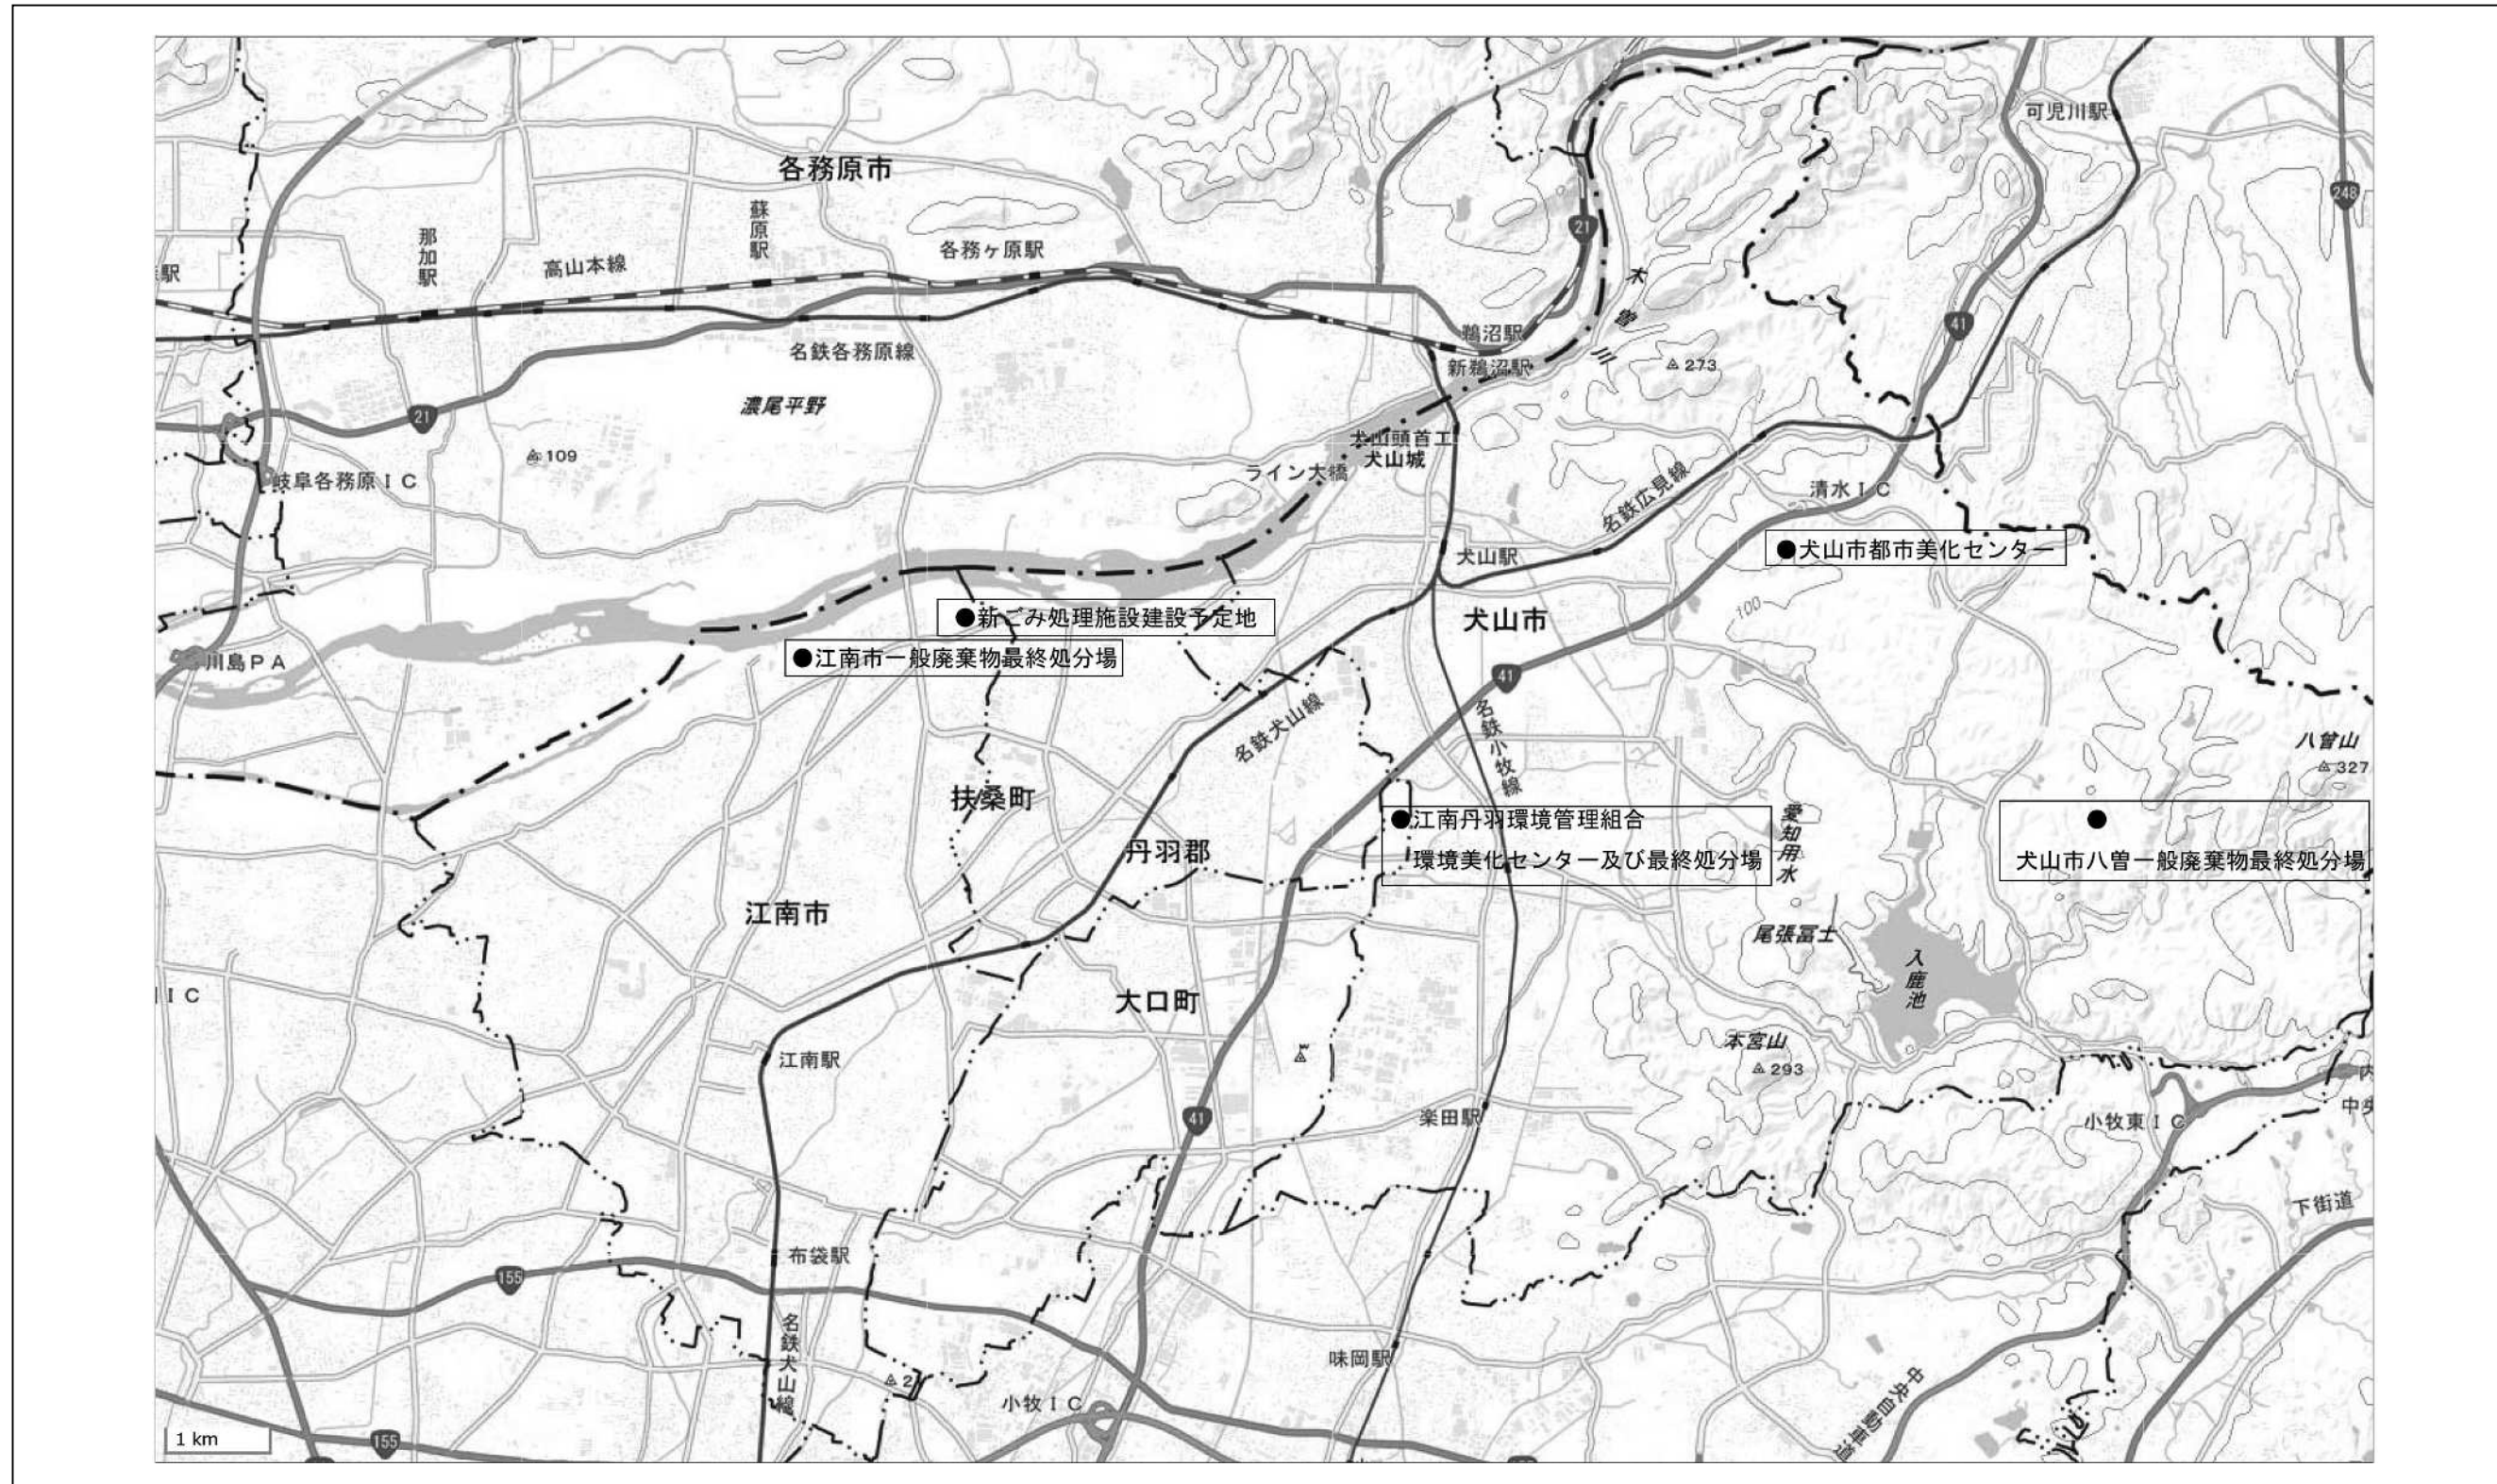 可児川駅
各務原市
248
蘇原駅
21
那加駅
各務ヶ原駅
高山本線
木曽川
41
鵜沼駅
名鉄各務原線
新鵜沼駅
273
濃尾平野
21
犬山頭首工
犬山城
109
ライン大橋
岐阜各務原IC
清水IC
名鉄広見線
犬山駅
●犬山市都市美化センター
100
●新ごみ処理施設建設予定地
犬山市
●江南市一般廃棄物最終処分場
川島PA
41
名鉄犬山線
名鉄小牧線
八曾山
327
扶桑町
●江南丹羽環境管理組合
環境美化センター及び最終処分場
愛知用水
●
犬山市八曽一般廃棄物最終処分場
丹羽郡
江南市
尾張冨士
入鹿池
IC
大口町
本宮山
293
江南駅
41
楽田駅
小牧東IC
下街道
布袋駅
155
名鉄犬山線
味岡駅
小牧IC
中央自動車道
1 km
155